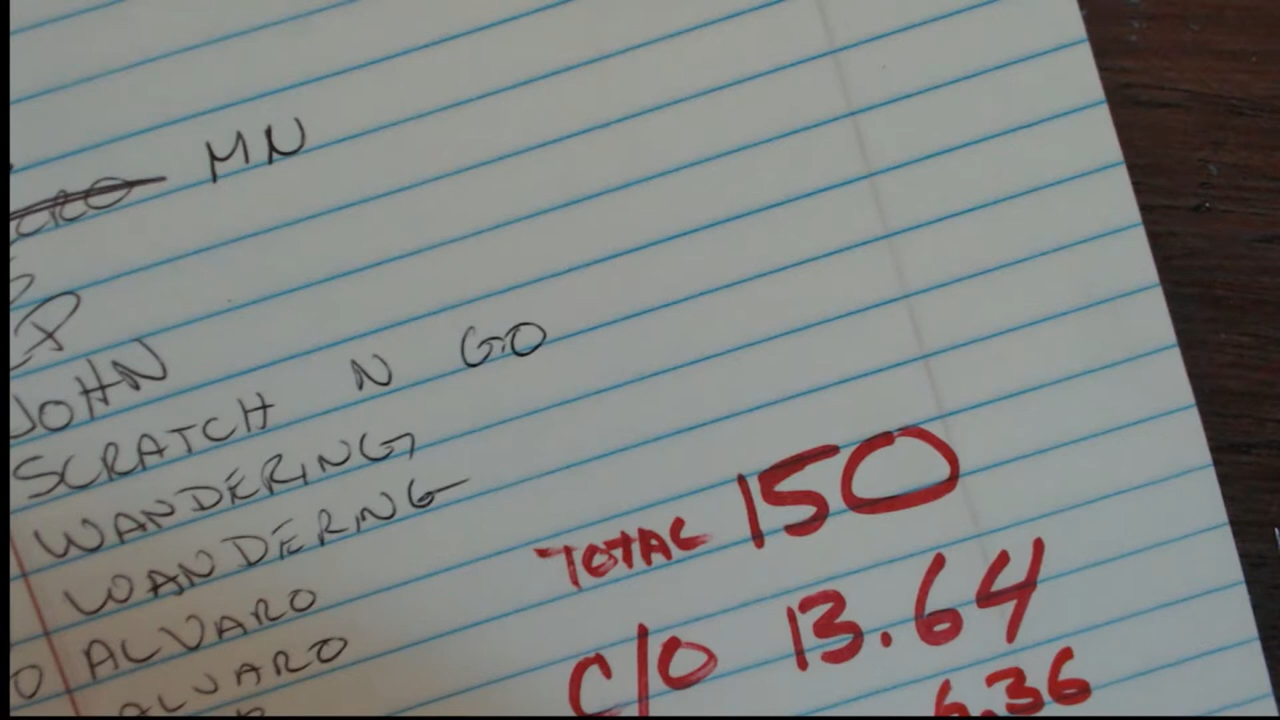 MN
JOHN
SCRATCH N GO
WANDERING
WANDERING
O ALVARO
ALVARO
TOTAL 150
C/O 13.64
6.36